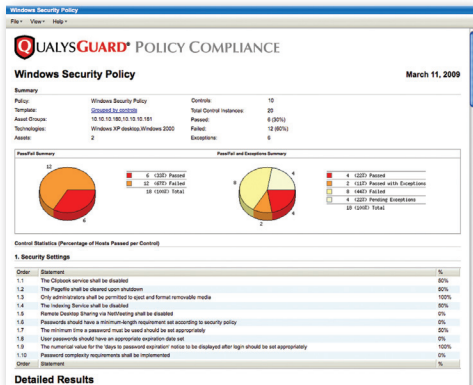 Windows Security Policy
File View Help
QUALYSGUARD® POLICY COMPLIANCE
Windows Security Policy March 11, 2009
Summary
Policy: Windows Security Policy Controls: 10
Template: Grouped by controls Total Control Instances: 20
Asset Groups: 10.10.10.160,10.10.10.161 Passed: 6 (30%)
Technologies: Windows XP desktop,Windows 2000 Failed: 12 (60%)
Assets: 2 Exceptions: 6
Pass/Fail Summary Pass/Fail and Exceptions Summary
12
6
6 (33%) Passed
12 (67%) Failed
18 (100%) Total
4
4
8
2
4 (22%) Passed
2 (11%) Passed with Exceptions
8 (44%) Failed
4 (22%) Pending Exceptions
18 (100%) Total
Control Statistics (Percentage of Hosts Passed per Control)
1. Security Settings
Order Statement %
1.1 The Clipbook service shall be disabled 50%
1.2 The Pagefile shall be cleared upon shutdown 50%
1.3 Only administrators shall be permitted to eject and format removable media 100%
1.4 The Indexing Service shall be disabled 50%
1.5 Remote Desktop Sharing via NetMeeting shall be disabled 0%
1.6 Passwords should have a minimum-length requirement set according to security policy 0%
1.7 The minimum time a password must be used should be set appropriately 50%
1.8 User passwords should have an appropriate expiration date set 0%
1.9 The numerical value for the 'days to password expiration' notice to be displayed after login should be set appropriately 100%
1.10 Password complexity requirements shall be implemented 0%
Order Statement %
Detailed Results